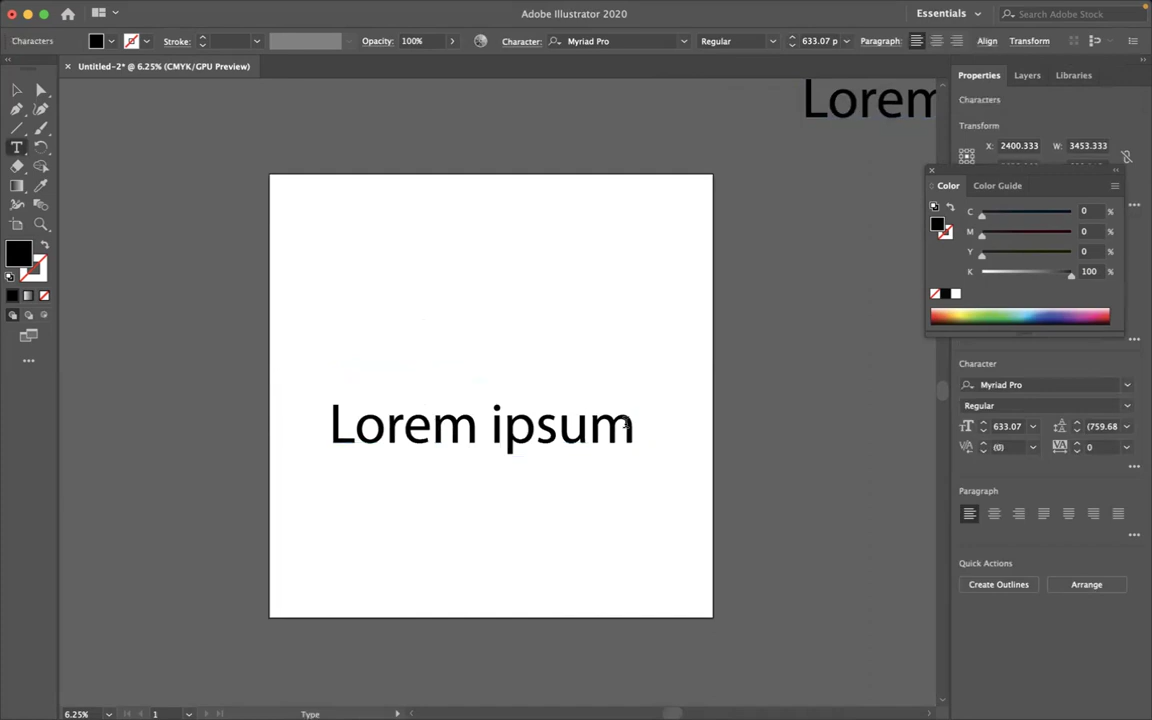 Adobe Illustrator 2020
Essentials
Search Adobe Stock
Characters
Stroke:
Opacity: 100%
Character: Myriad Pro
Regular
633.07 p
Paragraph:
Align
Transform
× Untitled-2* @ 6.25% (CMYK/GPU Preview)
Properties
Layers
Libraries
Characters
Transform
X: 2400.333
W: 3453.333
Lorem
Color
Color Guide
C 0 %
M 0 %
Y 0 %
K 100 %
Lorem ipsum
Character
Myriad Pro
Regular
633.07
(759.68
(0)
0
Paragraph
Quick Actions
Create Outlines
Arrange
6.25%
1
Type